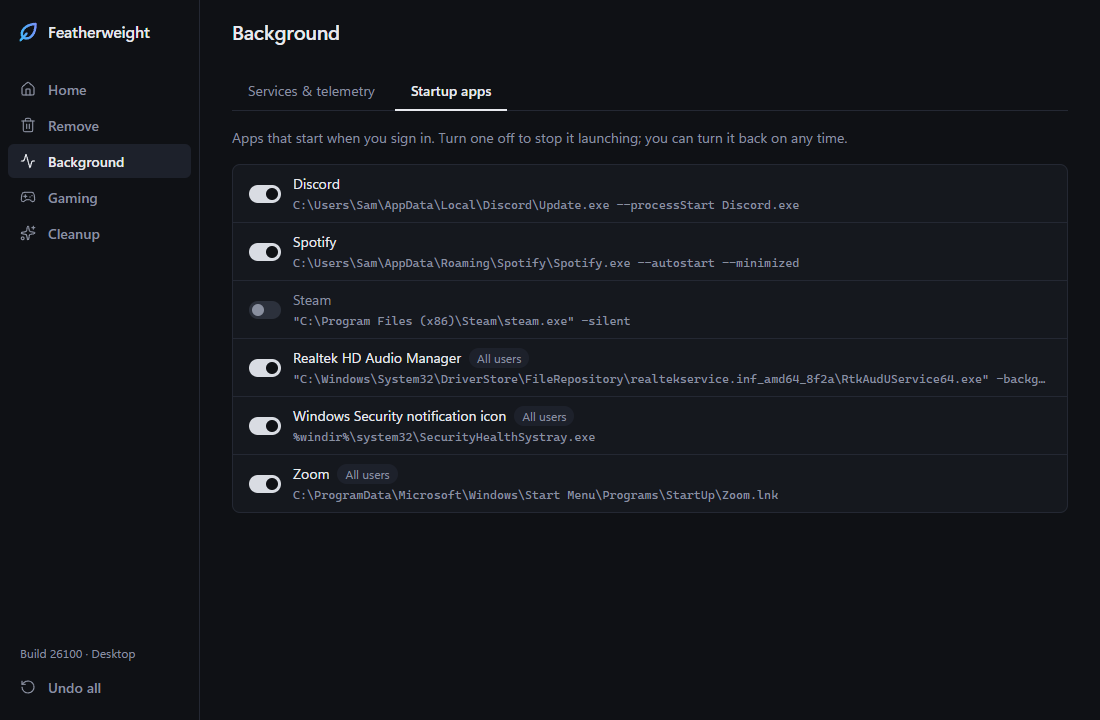 Featherweight
Home
Remove
Background
Gaming
Cleanup
Build 26100 · Desktop
Undo all
Background
Services & telemetry
Startup apps
Apps that start when you sign in. Turn one off to stop it launching; you can turn it back on any time.
Discord
C:\Users\Sam\AppData\Local\Discord\Update.exe --processStart Discord.exe
Spotify
C:\Users\Sam\AppData\Roaming\Spotify\Spotify.exe --autostart --minimized
Steam
"C:\Program Files (x86)\Steam\steam.exe" -silent
Realtek HD Audio Manager All users
"C:\Windows\System32\DriverStore\FileRepository\realtekservice.inf_amd64_8f2a\RtkAudUService64.exe" -backg…
Windows Security notification icon All users
%windir%\system32\SecurityHealthSystray.exe
Zoom All users
C:\ProgramData\Microsoft\Windows\Start Menu\Programs\StartUp\Zoom.lnk